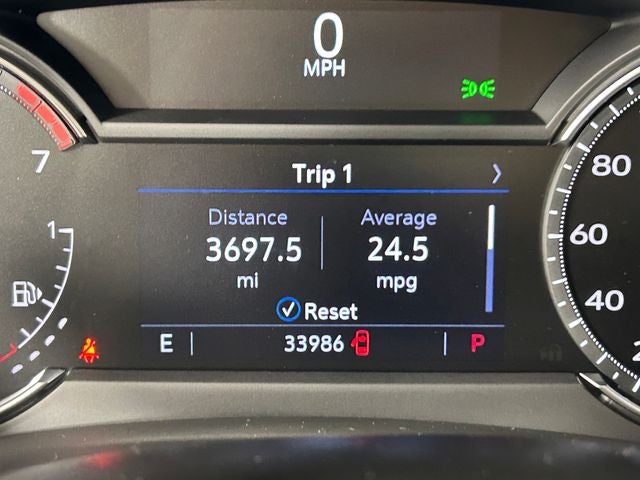 0
MPH
7
Trip 1
80
Distance Average
1
3697.5 24.5
60
mi mpg
Reset
40
E 33986 P
2